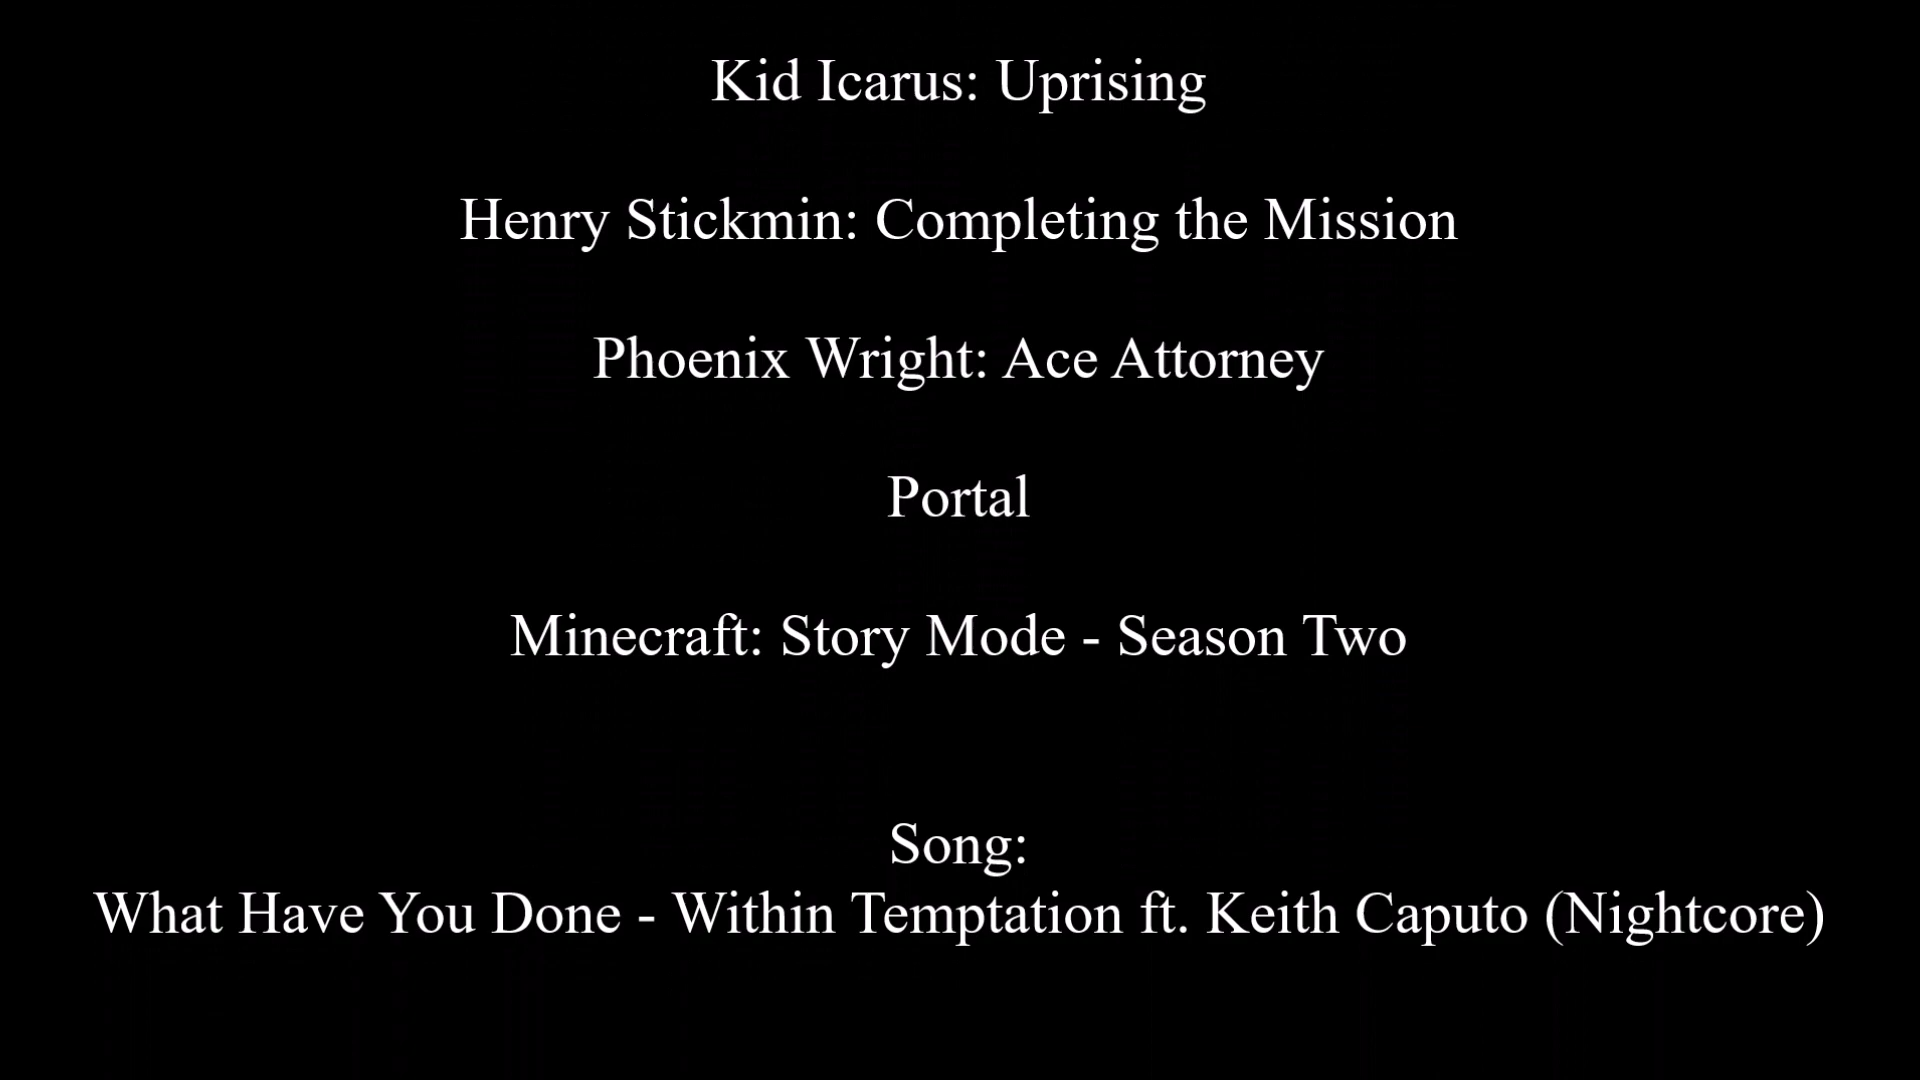 Kid Icarus: Uprising
Henry Stickmin: Completing the Mission
Phoenix Wright: Ace Attorney
Portal
Minecraft: Story Mode - Season Two
Song:
What Have You Done - Within Temptation ft. Keith Caputo (Nightcore)